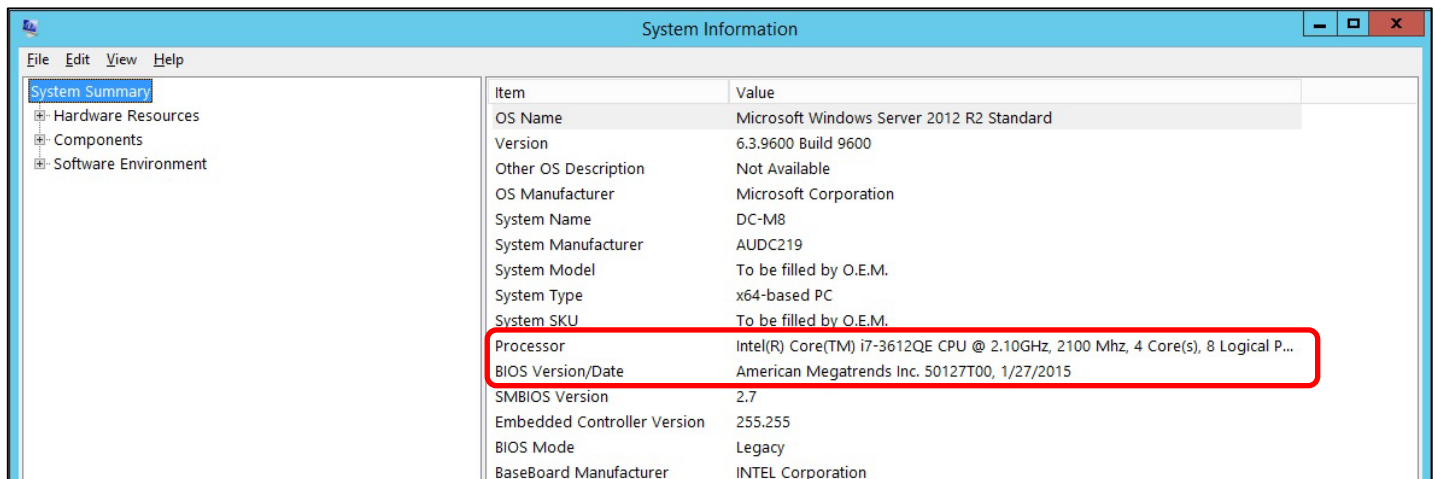 System Information
File Edit View Help
System Summary
Hardware Resources
Components
Software Environment
Item Value
OS Name Microsoft Windows Server 2012 R2 Standard
Version 6.3.9600 Build 9600
Other OS Description Not Available
OS Manufacturer Microsoft Corporation
System Name DC-M8
System Manufacturer AUDC219
System Model To be filled by O.E.M.
System Type x64-based PC
System SKU To be filled by O.E.M.
Processor Intel(R) Core(TM) i7-3612QE CPU @ 2.10GHz, 2100 Mhz, 4 Core(s), 8 Logical P...
BIOS Version/Date American Megatrends Inc. 50127T00, 1/27/2015
SMBIOS Version 2.7
Embedded Controller Version 255.255
BIOS Mode Legacy
BaseBoard Manufacturer INTEL Corporation